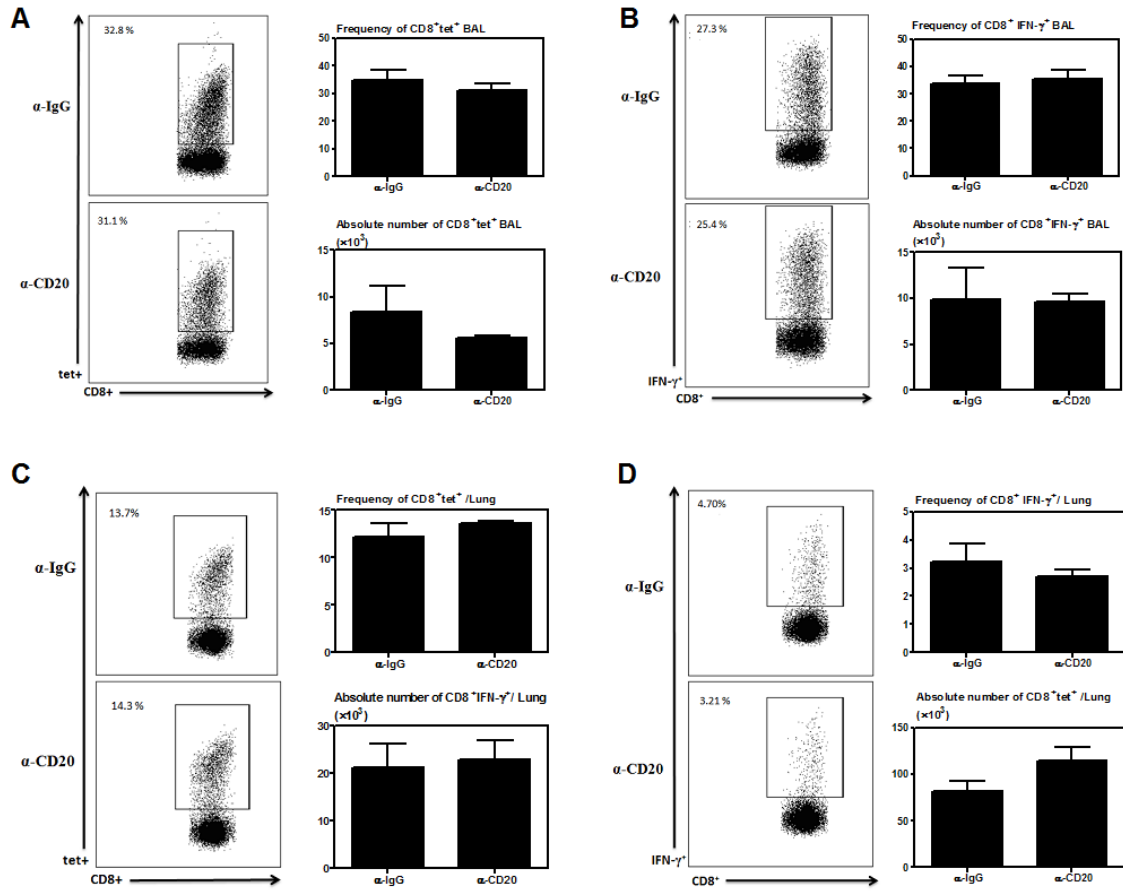 A
32.8 %
α-IgG
31.1 %
α-CD20
tet+
CD8+
Frequency of CD8⁺tet⁺ BAL
50
40
30
20
10
0
α-IgG
α-CD20
Absolute number of CD8⁺tet⁺ BAL
(×10³)
15
10
5
0
α-IgG
α-CD20
B
27.3 %
α-IgG
25.4 %
α-CD20
IFN-γ⁺
CD8⁺
Frequency of CD8⁺ IFN-γ⁺ BAL
50
40
30
20
10
0
α-IgG
α-CD20
Absolute number of CD8⁺IFN-γ⁺ BAL
(×10³)
15
10
5
0
α-IgG
α-CD20
C
13.7%
α-IgG
14.3 %
α-CD20
tet+
CD8+
Frequency of CD8⁺tet⁺ /Lung
15
10
5
0
α-IgG
α-CD20
Absolute number of CD8⁺IFN-γ⁺/ Lung
(×10³)
30
20
10
0
α-IgG
α-CD20
D
4.70%
α-IgG
3.21 %
α-CD20
IFN-γ⁺
CD8⁺
Frequency of CD8⁺ IFN-γ⁺/ Lung
5
4
3
2
1
0
α-IgG
α-CD20
Absolute number of CD8⁺tet⁺ /Lung
(×10³)
150
100
50
0
α-IgG
α-CD20